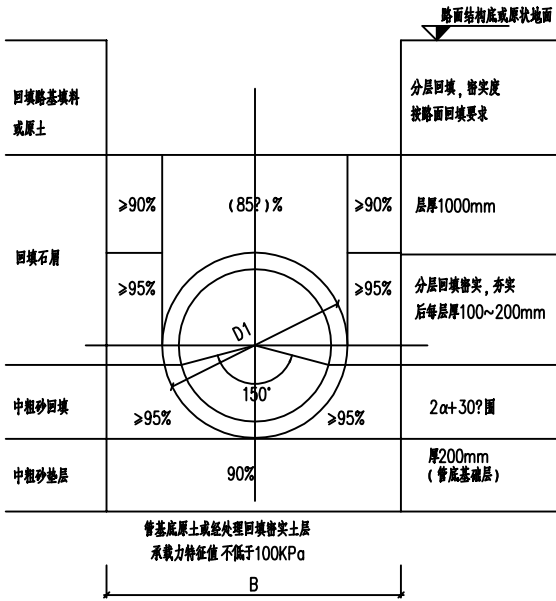 路面结构底或原状地面
回填路基填料
或原土
分层回填，密实度
按路面回填要求
≥90%
(85?)%
≥90%
层厚1000mm
回填石屑
≥95%
≥95%
分层回填密实，夯实
后每层厚100~200mm
D1
150°
中粗砂回填
≥95%
≥95%
2α+30?围
中粗砂垫层
90%
厚200mm
(管底基础层)
管基底原土或经处理回填密实土层
承载力特征值 不低于100KPa
B